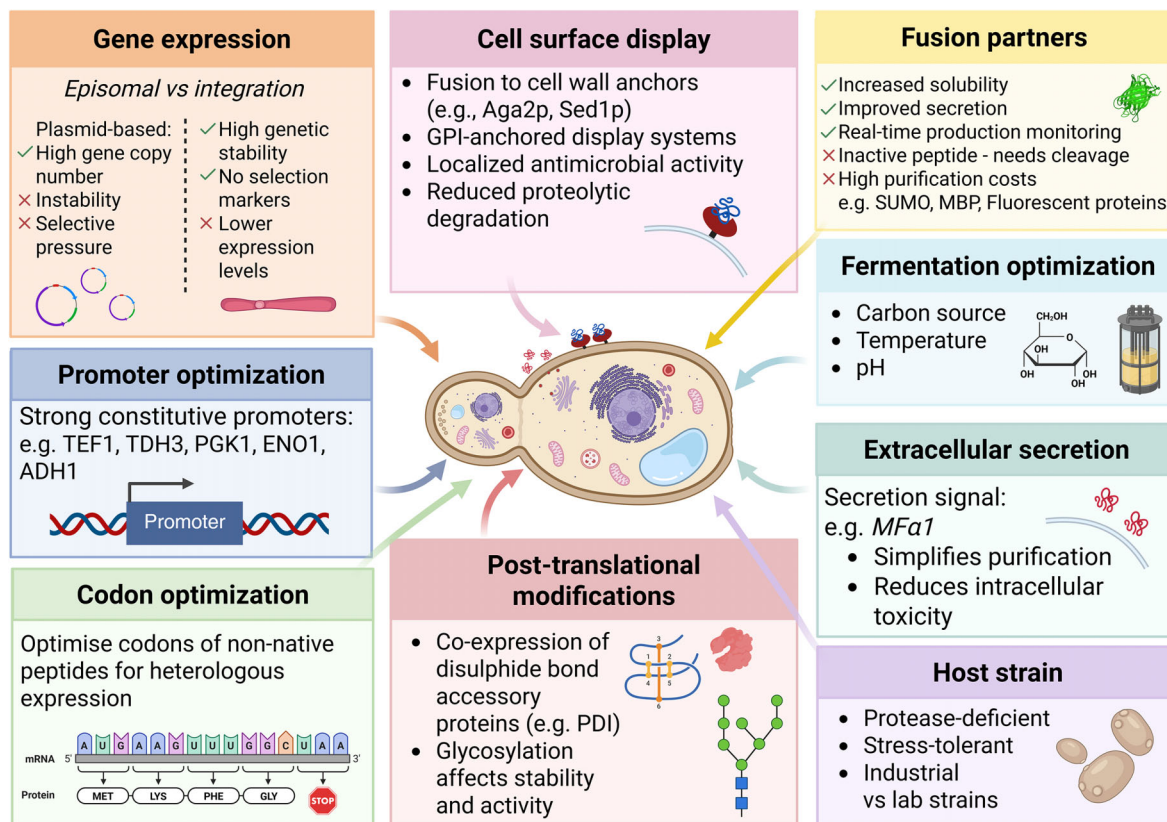 Gene expression
Episomal vs integration
Plasmid-based:
High gene copy
number
Instability
Selective
pressure
High genetic
stability
No selection
markers
Lower
expression
levels
Cell surface display
Fusion to cell wall anchors
(e.g., Aga2p, Sed1p)
GPI-anchored display systems
Localized antimicrobial activity
Reduced proteolytic
degradation
Fusion partners
Increased solubility
Improved secretion
Real-time production monitoring
Inactive peptide - needs cleavage
High purification costs
e.g. SUMO, MBP, Fluorescent proteins
Promoter optimization
Strong constitutive promoters:
e.g. TEF1, TDH3, PGK1, ENO1,
ADH1
Promoter
Fermentation optimization
Carbon source
Temperature
pH
CH₂OH
O
OH
OH
OH
OH
Extracellular secretion
Secretion signal:
e.g. MFα1
Simplifies purification
Reduces intracellular
toxicity
Codon optimization
Optimise codons of non-native
peptides for heterologous
expression
A U G A A G U U U G G C U A A
mRNA 5' 3'
Protein MET LYS PHE GLY STOP
Post-translational
modifications
Co-expression of
disulphide bond
accessory
proteins (e.g. PDI)
Glycosylation
affects stability
and activity
3
1 2
4 5
6
Host strain
Protease-deficient
Stress-tolerant
Industrial
vs lab strains